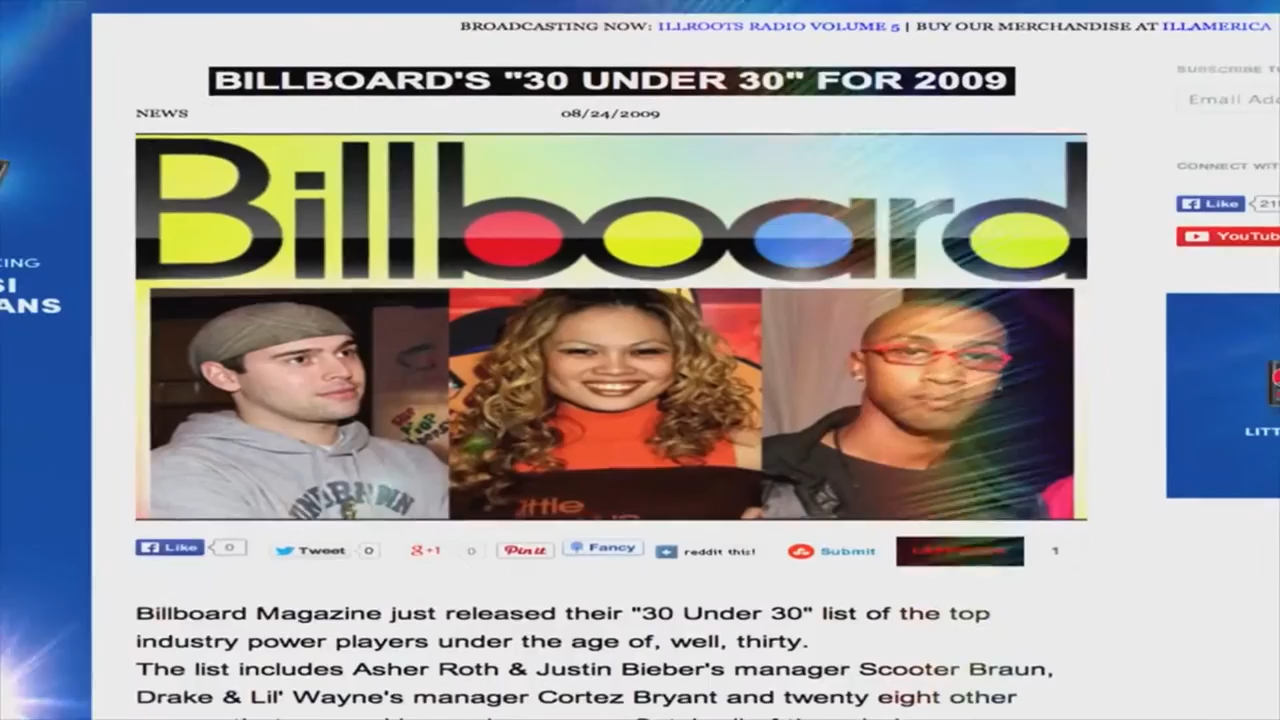 BROADCASTING NOW: ILLROOTS RADIO VOLUME 5 | BUY OUR MERCHANDISE AT ILLAMERICA
BILLBOARD'S "30 UNDER 30" FOR 2009
NEWS 08/24/2009
Billboard
SUBSCRIBE
Email
CONNECT
Like
YouTub
Like 0 Tweet 0 g+1 0 Pin it Fancy reddit this! Submit 1
Billboard Magazine just released their "30 Under 30" list of the top
industry power players under the age of, well, thirty.
The list includes Asher Roth & Justin Bieber's manager Scooter Braun,
Drake & Lil' Wayne's manager Cortez Bryant and twenty eight other